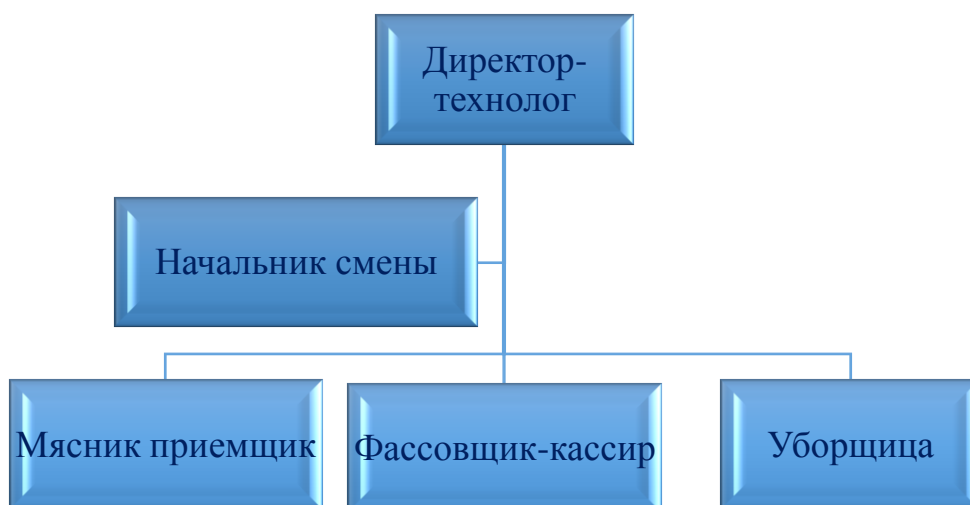 Директор-
технолог
Начальник смены
Мясник приемщик
Фассовщик-кассир
Уборщица